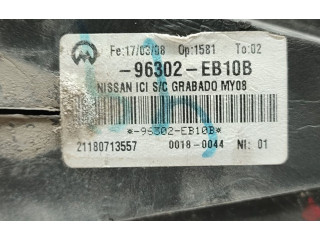 Fe:17/03/08 Op:1581 To:02
-96302-EB10B
NISSAN ICI S/C GRABADO MY08
*-96302-EB10B*
21180713557 0018-0044 N1: 01